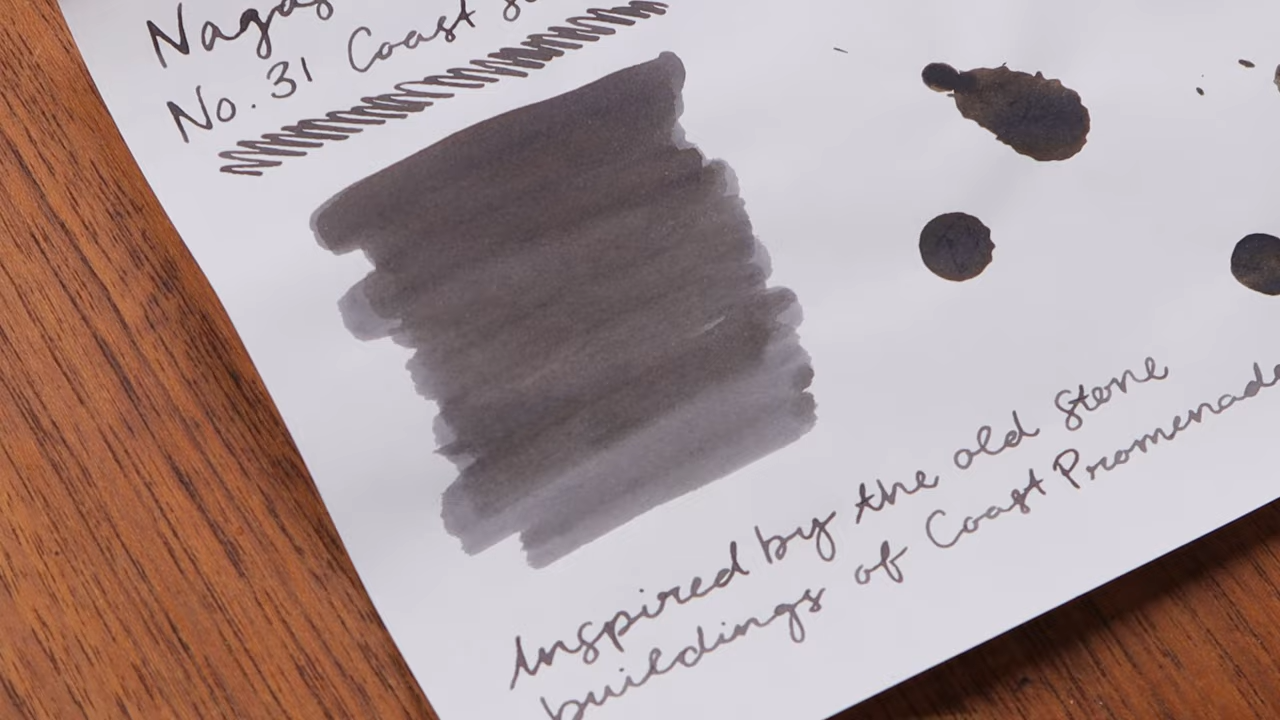 No. 31 Coast
Inspired by the old Stone
buildings of Coast Promenade